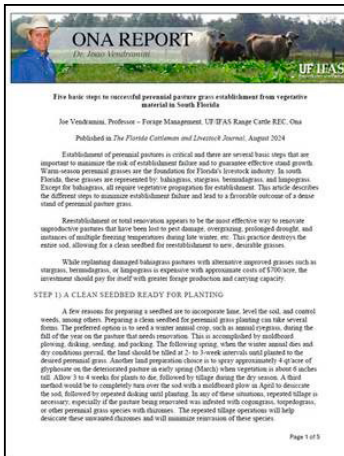 ONA REPORT
Dr. Joao Vendramini
UF IFAS
Five basic steps to successful perennial pasture grass establishment from vegetative
material in South Florida
Joe Vendramini, Professor – Forage Management, UF/IFAS Range Cattle REC, Ona
Published in The Florida Cattleman and Livestock Journal, August 2024
Establishment of perennial pastures is critical and there are several basic steps that are
important to minimize the risk of establishment failure and to guarantee effective stand growth.
Warm-season perennial grasses are the foundation for Florida's livestock industry. In south
Florida, these grasses are represented by: bahiagrass, stargrass, bermudagrass, and limpograss.
Except for bahiagrass, all require vegetative propagation for establishment. This article describes
the different steps to minimize establishment failure and lead to a favorable outcome of a dense
stand of perennial pasture grass.
Reestablishment or total renovation appears to be the most effective way to renovate
unproductive pastures that have been lost to pest damage, overgrazing, prolonged drought, and
instances of multiple freezing temperatures during late winter, etc. This practice destroys the
entire sod, allowing for a clean seedbed for reestablishment to new, desirable grasses.
While replanting damaged bahiagrass pastures with alternative improved grasses such as
stargrass, bermudagrass, or limpograss is expensive with approximate costs of $700/acre, the
investment should pay for itself with greater forage production and carrying capacity.
STEP 1) A CLEAN SEEDBED READY FOR PLANTING
A few reasons for preparing a seedbed are to incorporate lime, level the soil, and control
weeds, among others. Preparing a clean seedbed for perennial grass planting can take several
forms. The preferred option is to seed a winter annual crop, such as annual ryegrass, during the
fall of the year on the pasture that needs renovation. This is accomplished by moldboard
plowing, disking, seeding, and packing. The following spring, when the winter annual dies and
dry conditions prevail, the land should be tilled at 2- to 3-week intervals until planted to the
desired perennial grass. Another land preparation choice is to spray approximately 4 qt/acre of
glyphosate on the deteriorated pasture in early spring (March) when vegetation is about 6 inches
tall. Allow 3 to 4 weeks for plants to die, followed by tillage during the dry season. A third
method would be to completely turn over the sod with a moldboard plow in April to desiccate
the sod, followed by repeated disking until planting. In any of these situations, repeated tillage is
necessary, especially if the pasture being renovated was infested with cogongrass, torpedograss,
or other perennial grass species with rhizomes. The repeated tillage operations will help
desiccate these unwanted rhizomes and will minimize reinvasion of these species.
Page 1 of 5